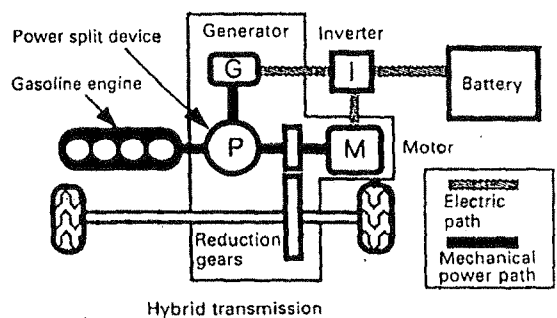 Power split device
Generator
Inverter
Gasoline engine
G
I
Battery
P
M
Motor
Electric
path
Reduction
gears
Mechanical
power path
Hybrid transmission